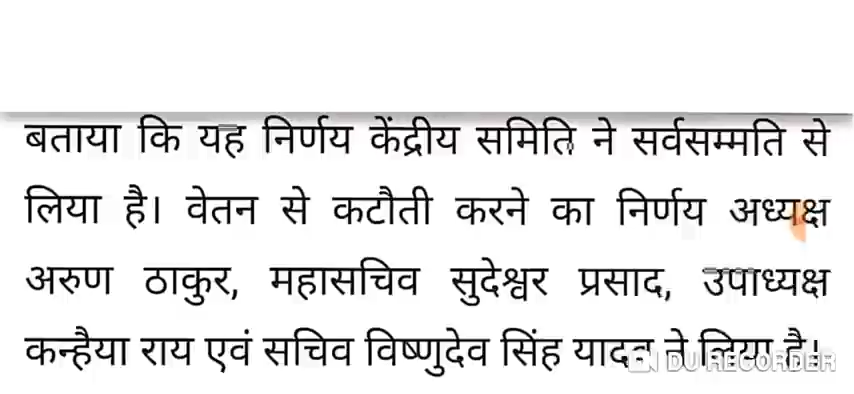 बताया कि यह निर्णय केंद्रीय समिति ने सर्वसम्मति से
लिया है। वेतन से कटौती करने का निर्णय अध्यक्ष
अरुण ठाकुर, महासचिव सुदेश्वर प्रसाद, उपाध्यक्ष
कन्हैया राय एवं सचिव विष्णुदेव सिंह यादव ने लिया है।
DU RECORDER